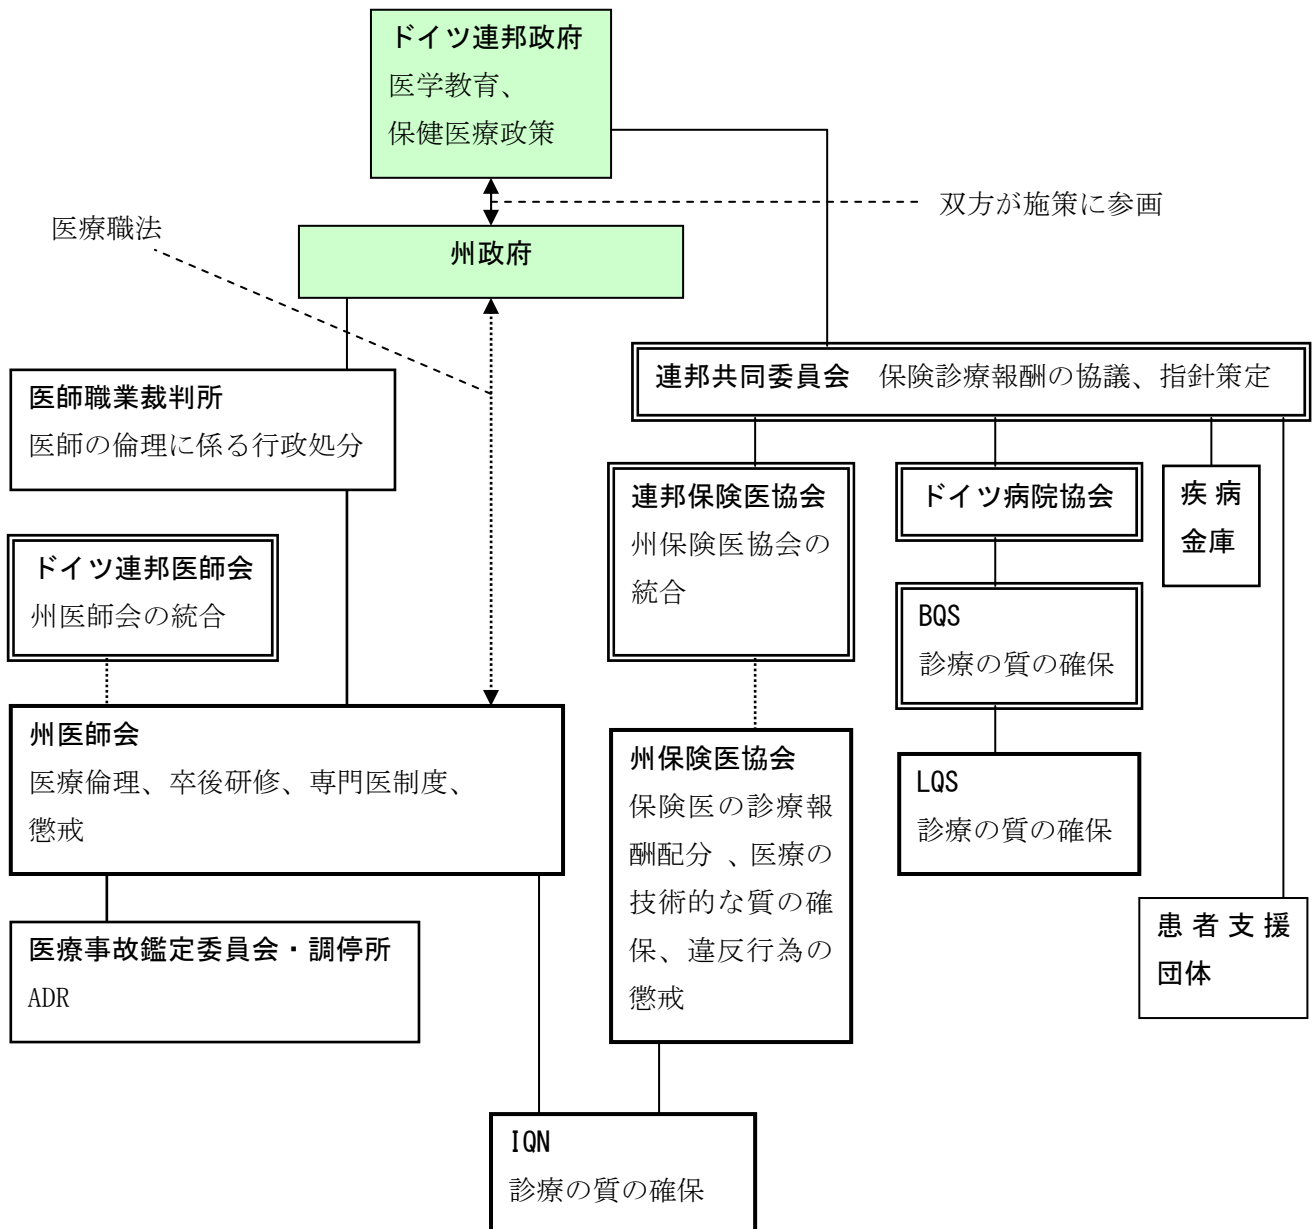 ドイツ連邦政府
医学教育、
保健医療政策
双方が施策に参画
医療職法
州政府
連邦共同委員会 保険診療報酬の協議、指針策定
医師職業裁判所
医師の倫理に係る行政処分
連邦保険医協会
州保険医協会の
統合
ドイツ病院協会
疾病
金庫
ドイツ連邦医師会
州医師会の統合
BQS
診療の質の確保
州医師会
医療倫理、卒後研修、専門医制度、
懲戒
州保険医協会
保険医の診療報
酬配分 、医療の
技術的な質の確
保、違反行為の
懲戒
LQS
診療の質の確保
医療事故鑑定委員会・調停所
ADR
患者支援
団体
IQN
診療の質の確保